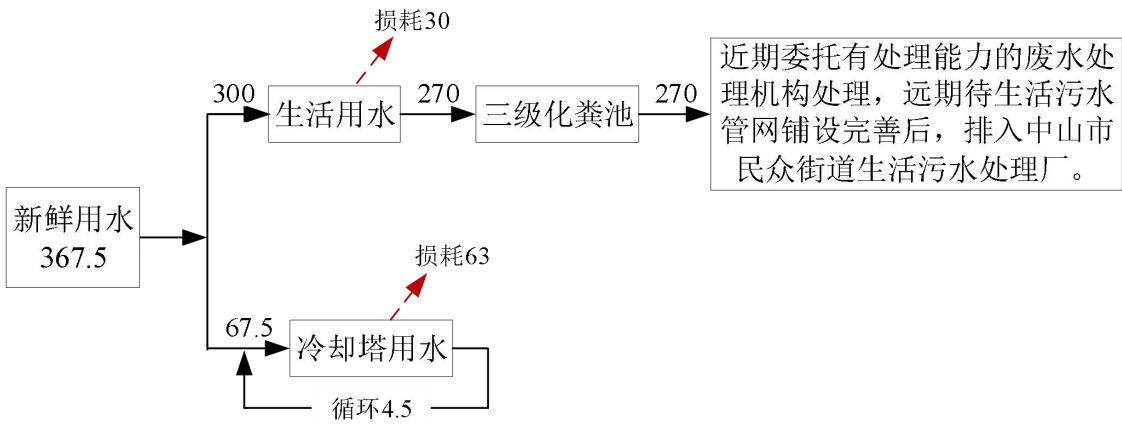 损耗30
300
生活用水
270
三级化粪池
270
近期委托有处理能力的废水处
理机构处理，远期待生活污水
管网铺设完善后，排入中山市
民众街道生活污水处理厂。
新鲜用水
367.5
损耗63
67.5
冷却塔用水
循环4.5